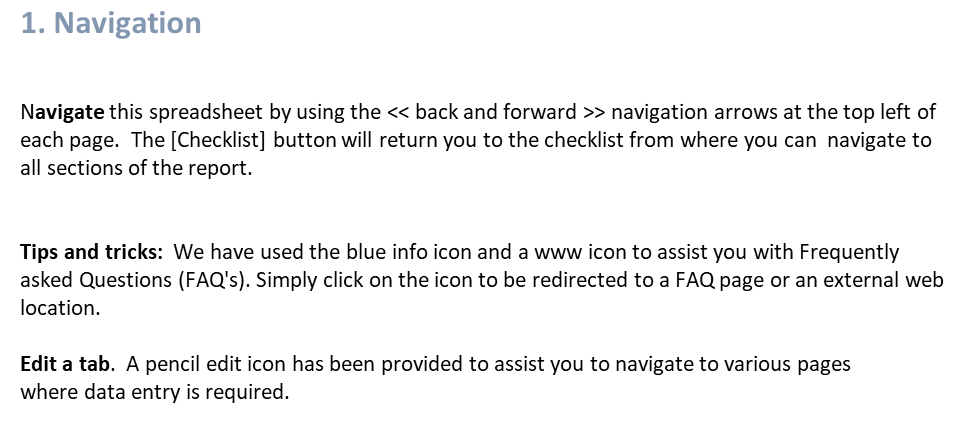 1. Navigation
Navigate this spreadsheet by using the << back and forward >> navigation arrows at the top left of
each page.  The [Checklist] button will return you to the checklist from where you can  navigate to
all sections of the report.
Tips and tricks:  We have used the blue info icon and a www icon to assist you with Frequently
asked Questions (FAQ's). Simply click on the icon to be redirected to a FAQ page or an external web
location.
Edit a tab.  A pencil edit icon has been provided to assist you to navigate to various pages
where data entry is required.